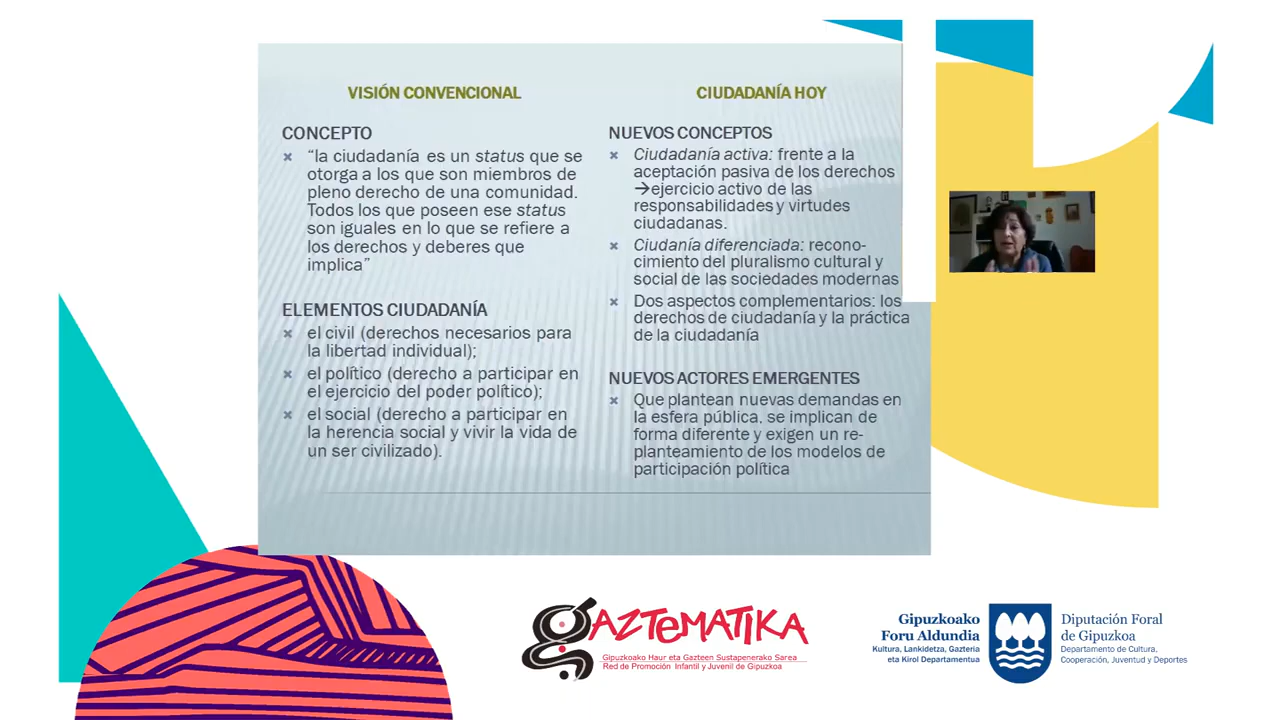 VISIÓN CONVENCIONAL
CONCEPTO
“la ciudadanía es un status que se
otorga a los que son miembros de
pleno derecho de una comunidad.
Todos los que poseen ese status
son iguales en lo que se refiere a
los derechos y deberes que
implica”
ELEMENTOS CIUDADANÍA
el civil (derechos necesarios para
la libertad individual);
el político (derecho a participar en
el ejercicio del poder político);
el social (derecho a participar en
la herencia social y vivir la vida de
un ser civilizado).
CIUDADANÍA HOY
NUEVOS CONCEPTOS
Ciudadanía activa: frente a la
aceptación pasiva de los derechos
→ejercicio activo de las
responsabilidades y virtudes
ciudadanas.
Ciudanía diferenciada: recono-
cimiento del pluralismo cultural y
social de las sociedades modernas
Dos aspectos complementarios: los
derechos de ciudadanía y la práctica
de la ciudadanía
NUEVOS ACTORES EMERGENTES
Que plantean nuevas demandas en
la esfera pública, se implican de
forma diferente y exigen un re-
planteamiento de los modelos de
participación política
GAZTEMATIKA
Gipuzkoako Haur eta Gazteen Sustapenerako Sarea
Red de Promoción Infantil y Juvenil de Gipuzkoa
Gipuzkoako
Foru Aldundia
Kultura, Lankidetza, Gazteria
eta Kirol Departamentua
Diputación Foral
de Gipuzkoa
Departamento de Cultura,
Cooperación, Juventud y Deportes